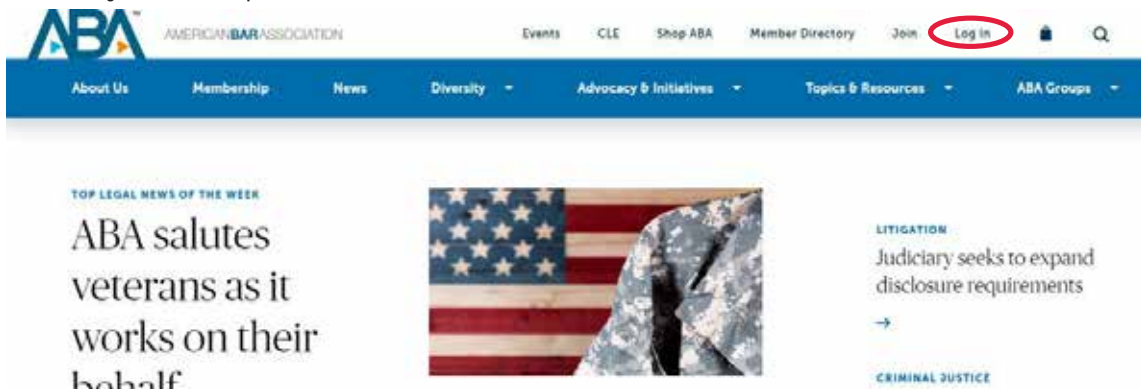 ABA AMERICANBARASSOCIATION Events CLE Shop ABA Member Directory Join Log in
About Us Membership News Diversity Advocacy & Initiatives Topics & Resources ABA Groups
TOP LEGAL NEWS OF THE WEEK
ABA salutes
veterans as it
works on their
behalf
LITIGATION
Judiciary seeks to expand
disclosure requirements
CRIMINAL JUSTICE